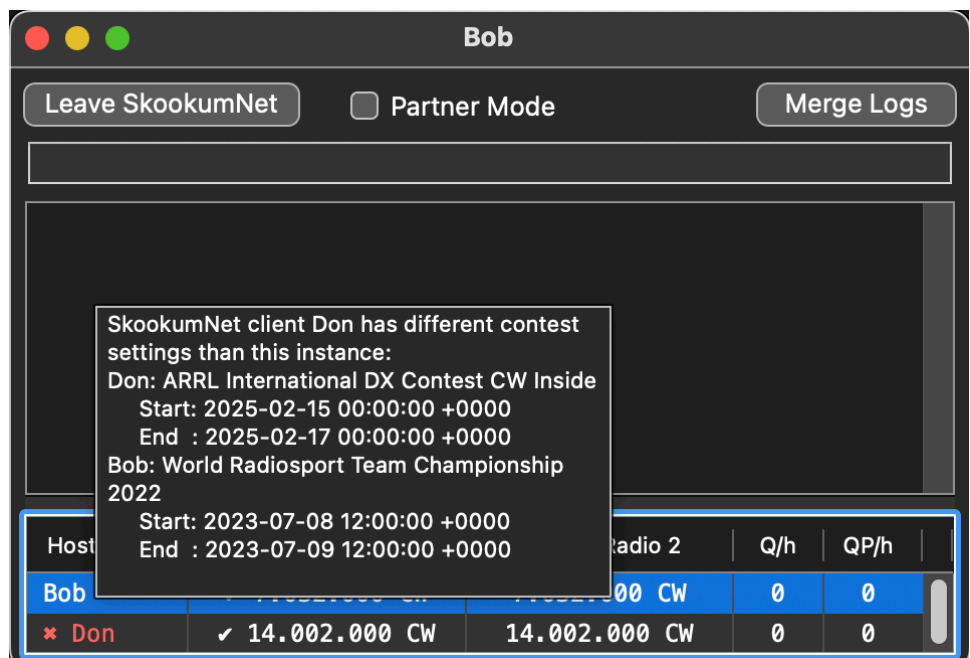 Bob
Leave SkookumNet Partner Mode Merge Logs
SkookumNet client Don has different contest
settings than this instance:
Don: ARRL International DX Contest CW Inside
Start: 2025-02-15 00:00:00 +0000
End : 2025-02-17 00:00:00 +0000
Bob: World Radiosport Team Championship
2022
Start: 2023-07-08 12:00:00 +0000
End : 2023-07-09 12:00:00 +0000
Host 2 Q/h QP/h
Bob CW 0 0
✖ Don ✔ 14.002.000 CW 14.002.000 CW 0 0